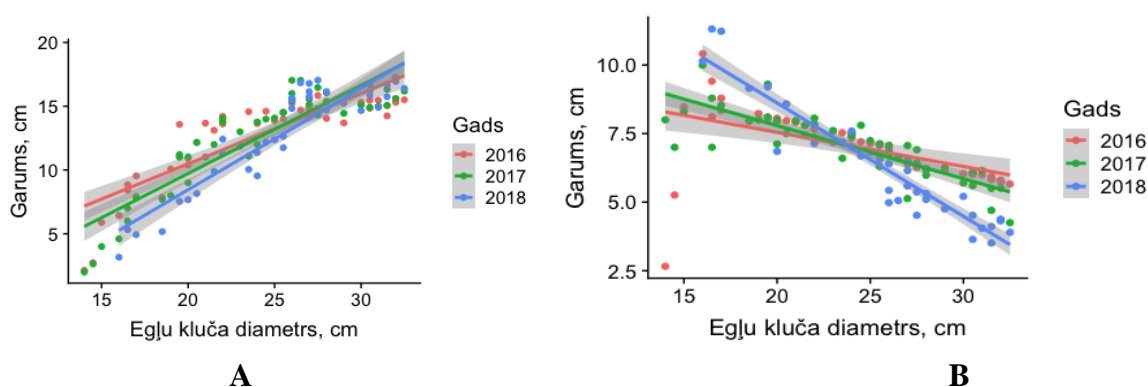 20
15
10
5
Garums, cm
15 20 25 30
Egļu kluča diametrs, cm
Gads
2016
2017
2018
A
10.0
7.5
5.0
2.5
Garums, cm
15 20 25 30
Egļu kluča diametrs, cm
Gads
2016
2017
2018
B